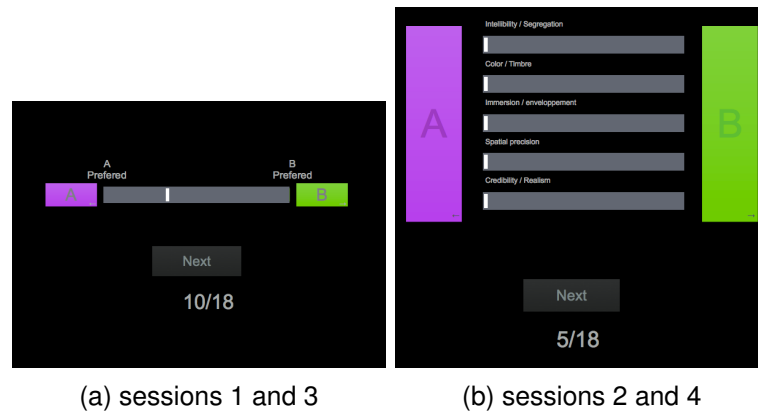 A
Prefered
B
Prefered
A
←
B
→
Next
10/18
(a) sessions 1 and 3
Intellibility / Segregation
Color / Timbre
Immersion / enveloppement
Spatial precision
Credibility / Realism
A
←
B
→
Next
5/18
(b) sessions 2 and 4